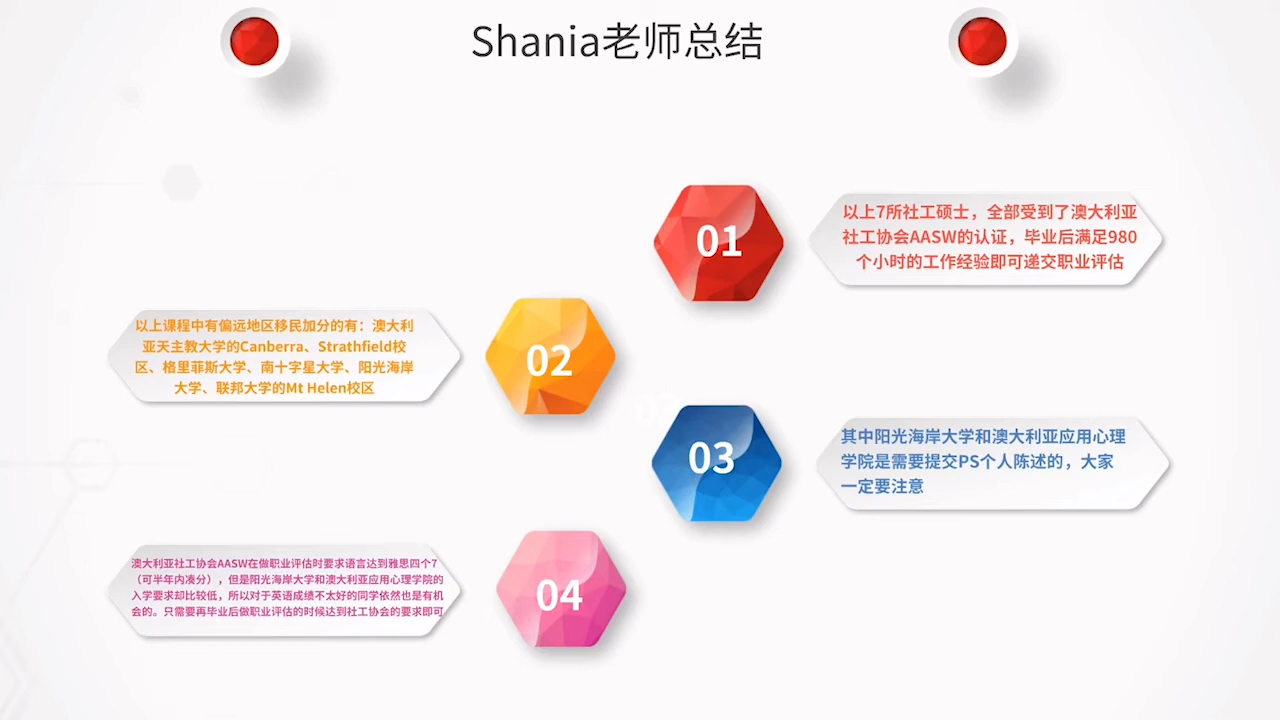 Shania老师总结
01
以上7所社工硕士，全部受到了澳大利亚
社工协会AASW的认证，毕业后满足980
个小时的工作经验即可递交职业评估
02
以上课程中有偏远地区移民加分的有：澳大利
亚天主教大学的Canberra、Strathfield校
区、格里菲斯大学、南十字星大学、阳光海岸
大学、联邦大学的Mt Helen校区
03
其中阳光海岸大学和澳大利亚应用心理
学院是需要提交PS个人陈述的，大家
一定要注意
04
澳大利亚社工协会AASW在做职业评估时要求语言达到雅思四个7
（可半年内凑分），但是阳光海岸大学和澳大利亚应用心理学院的
入学要求却比较低，所以对于英语成绩不太好的同学依然也是有机
会的。只需要再毕业后做职业评估的时候达到社工协会的要求即可